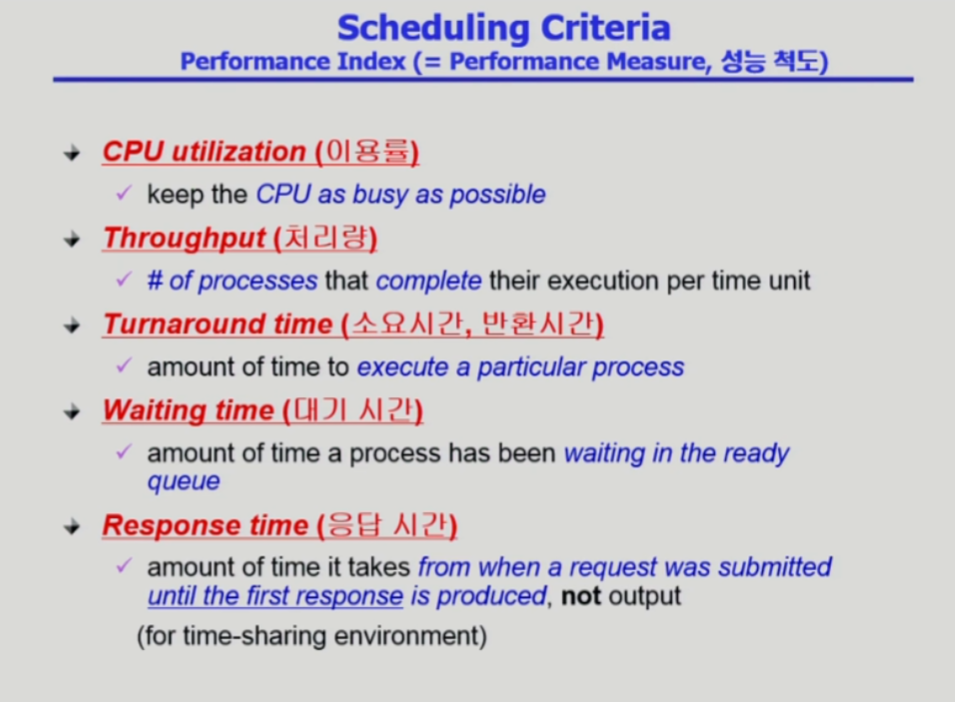 Scheduling Criteria
Performance Index (= Performance Measure, 성능 척도)
CPU utilization (이용률)
keep the CPU as busy as possible
Throughput (처리량)
# of processes that complete their execution per time unit
Turnaround time (소요시간, 반환시간)
amount of time to execute a particular process
Waiting time (대기 시간)
amount of time a process has been waiting in the ready
queue
Response time (응답 시간)
amount of time it takes from when a request was submitted
until the first response is produced, not output
(for time-sharing environment)